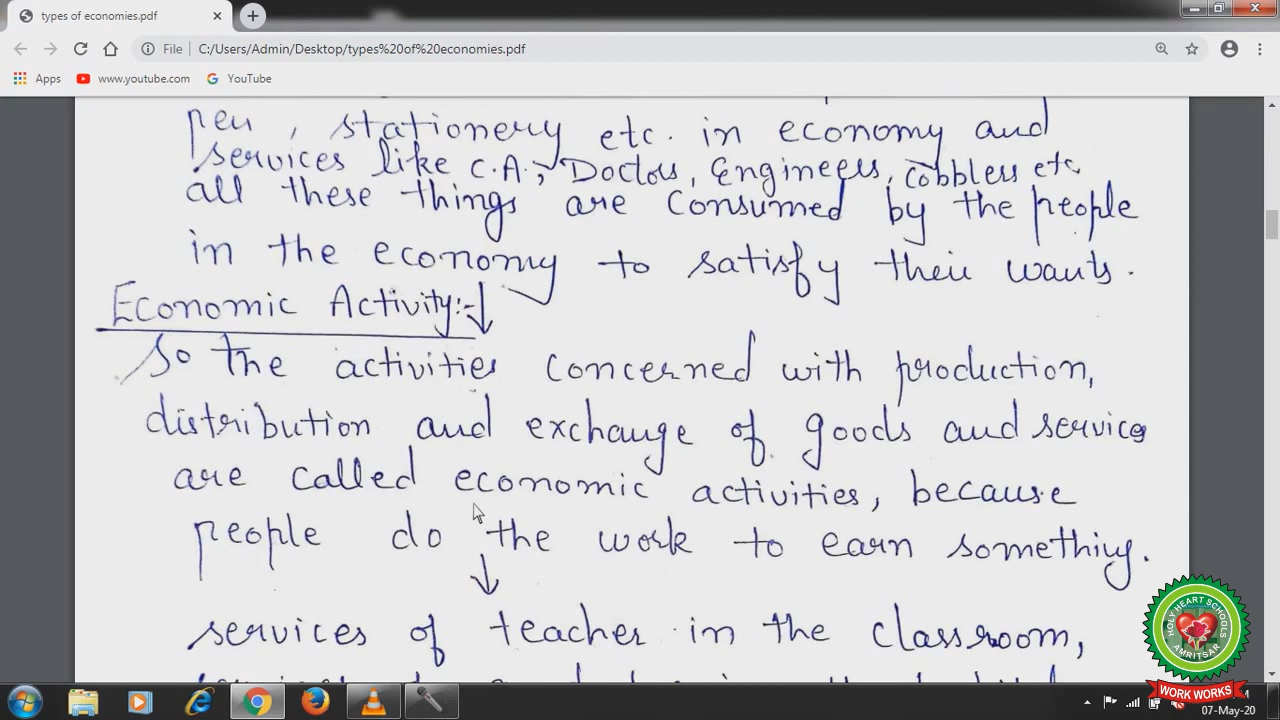 types of economies.pdf
File C:/Users/Admin/Desktop/types%20of%20economies.pdf
Apps www.youtube.com YouTube
pen, stationery etc. in economy and
services like C.A., Doctors, Engineers, cobblers etc
all these things are consumed by the people
in the economy to satisfy their wants.
Economic Activity:-
So the activities concerned with production,
distribution and exchange of goods and services
are called economic activities, because
people do the work to earn something.
services of teacher in the classroom,
HOLY HEART SCHOOLS
AMRITSAR
WORK WORKS
07-May-20